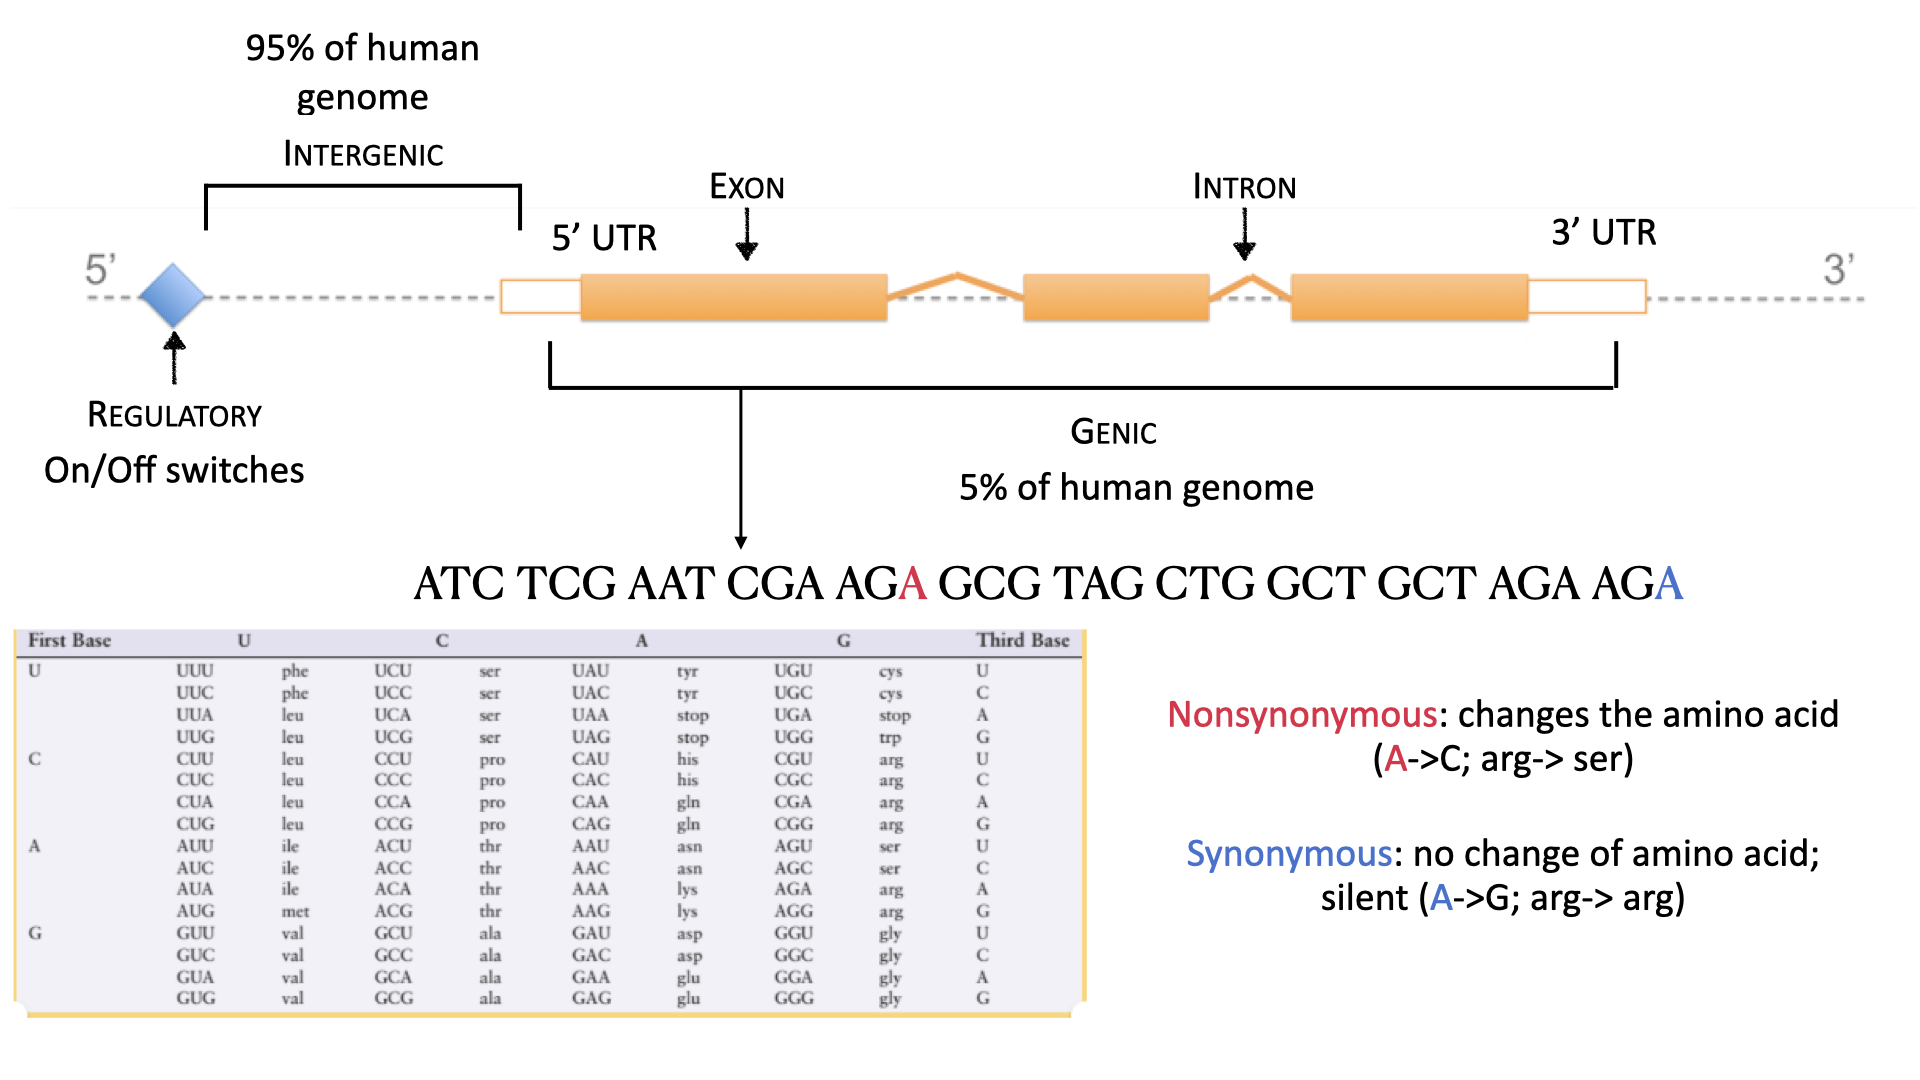 95% of human
genome
INTERGENIC
EXON
INTRON
5’ UTR
3’ UTR
5’
3’
REGULATORY
On/Off switches
GENIC
5% of human genome
ATC TCG AAT CGA AGA GCG TAG CTG GCT GCT AGA AGA
First Base U C A G Third Base
U UUU phe UCU ser UAU tyr UGU cys U
UUC phe UCC ser UAC tyr UGC cys C
UUA leu UCA ser UAA stop UGA stop A
UUG leu UCG ser UAG stop UGG trp G
C CUU leu CCU pro CAU his CGU arg U
CUC leu CCC pro CAC his CGC arg C
CUA leu CCA pro CAA gln CGA arg A
CUG leu CCG pro CAG gln CGG arg G
A AUU ile ACU thr AAU asn AGU ser U
AUC ile ACC thr AAC asn AGC ser C
AUA ile ACA thr AAA lys AGA arg A
AUG met ACG thr AAG lys AGG arg G
G GUU val GCU ala GAU asp GGU gly U
GUC val GCC ala GAC asp GGC gly C
GUA val GCA ala GAA glu GGA gly A
GUG val GCG ala GAG glu GGG gly G
Nonsynonymous: changes the amino acid
(A->C; arg-> ser)
Synonymous: no change of amino acid;
silent (A->G; arg-> arg)